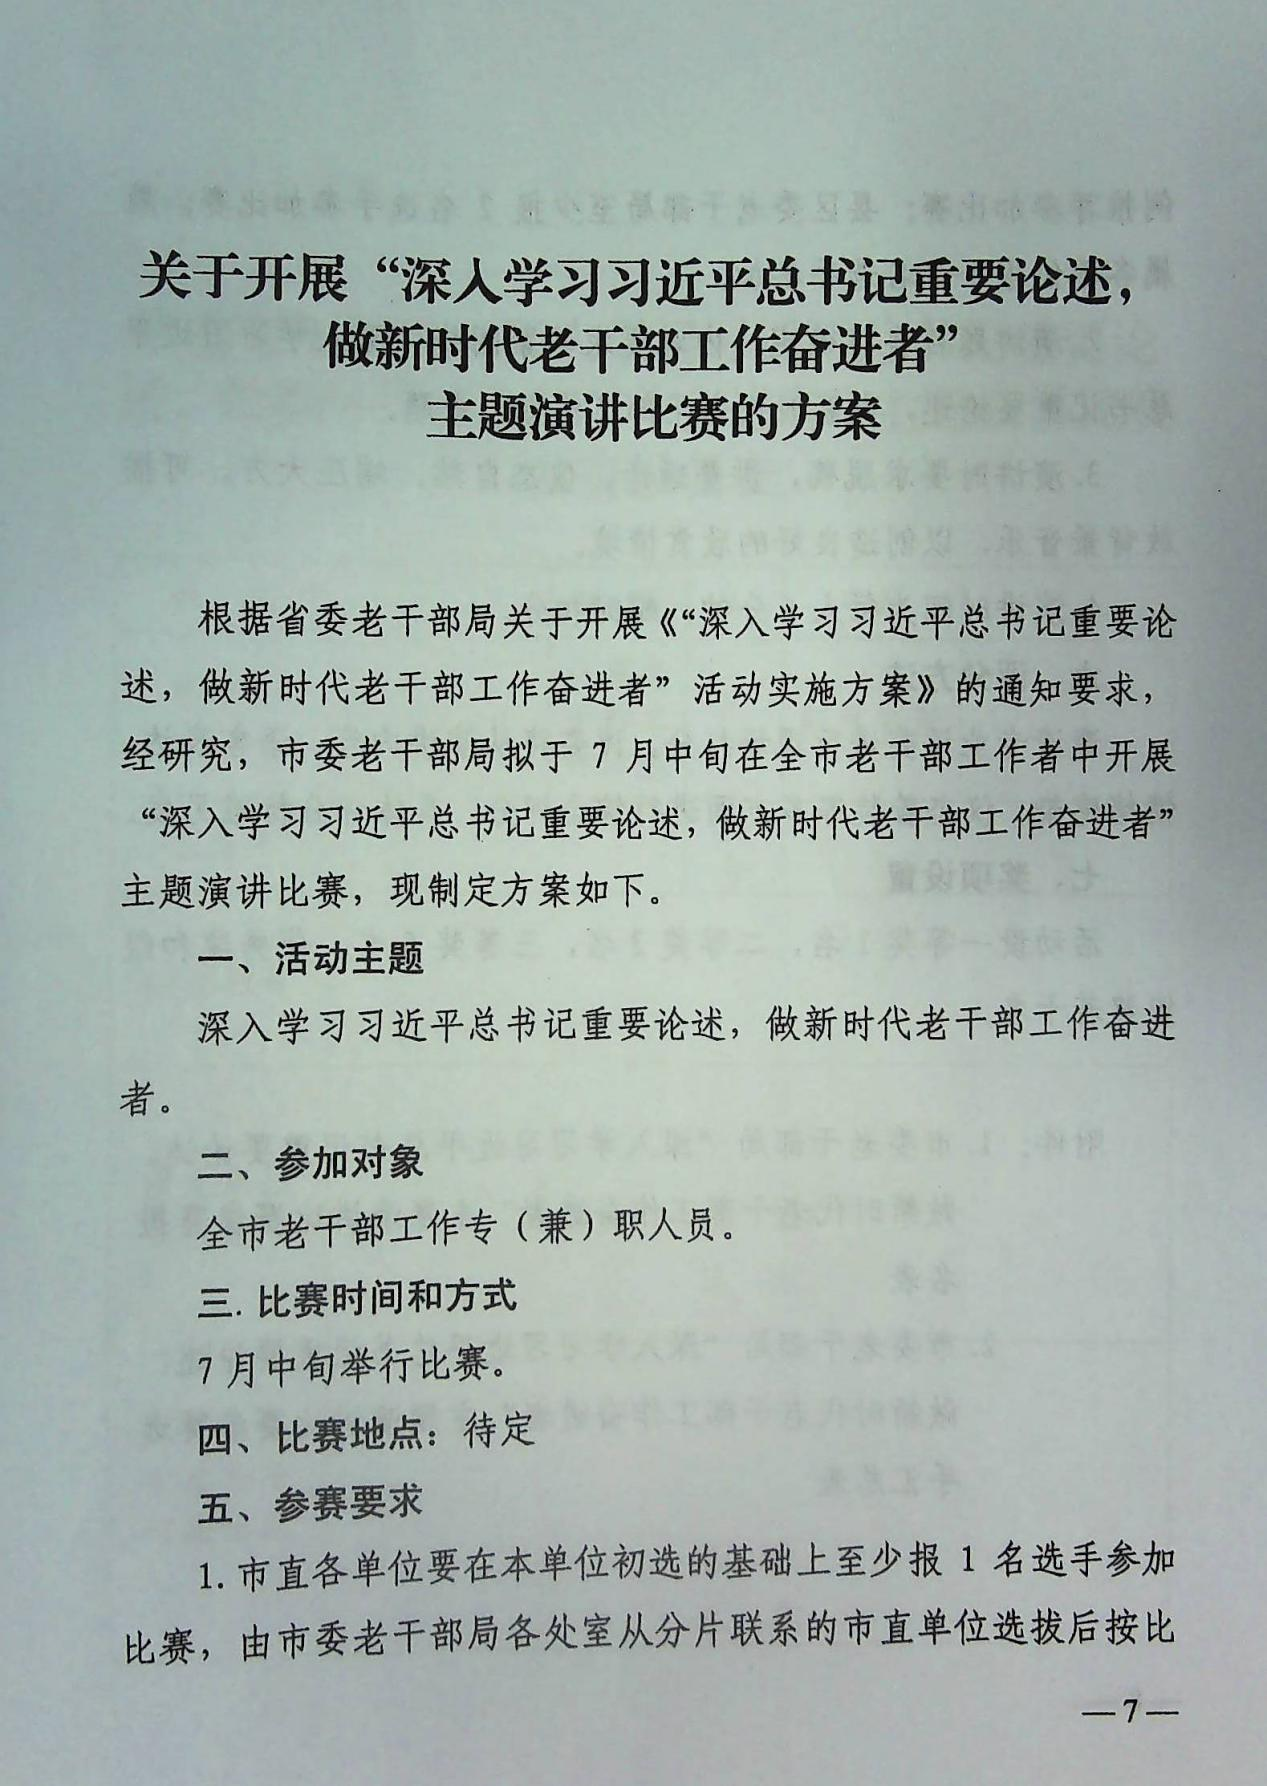 关于开展“深入学习习近平总书记重要论述，
做新时代老干部工作奋进者”
主题演讲比赛的方案
根据省委老干部局关于开展《“深入学习习近平总书记重要论
述，做新时代老干部工作奋进者”活动实施方案》的通知要求，
经研究，市委老干部局拟于 7 月中旬在全市老干部工作者中开展
“深入学习习近平总书记重要论述，做新时代老干部工作奋进者”
主题演讲比赛，现制定方案如下。
一、活动主题
深入学习习近平总书记重要论述，做新时代老干部工作奋进
者。
二、参加对象
全市老干部工作专（兼）职人员。
三. 比赛时间和方式
7 月中旬举行比赛。
四、比赛地点：待定
五、参赛要求
1. 市直各单位要在本单位初选的基础上至少报 1 名选手参加
比赛，由市委老干部局各处室从分片联系的市直单位选拔后按比
—7—